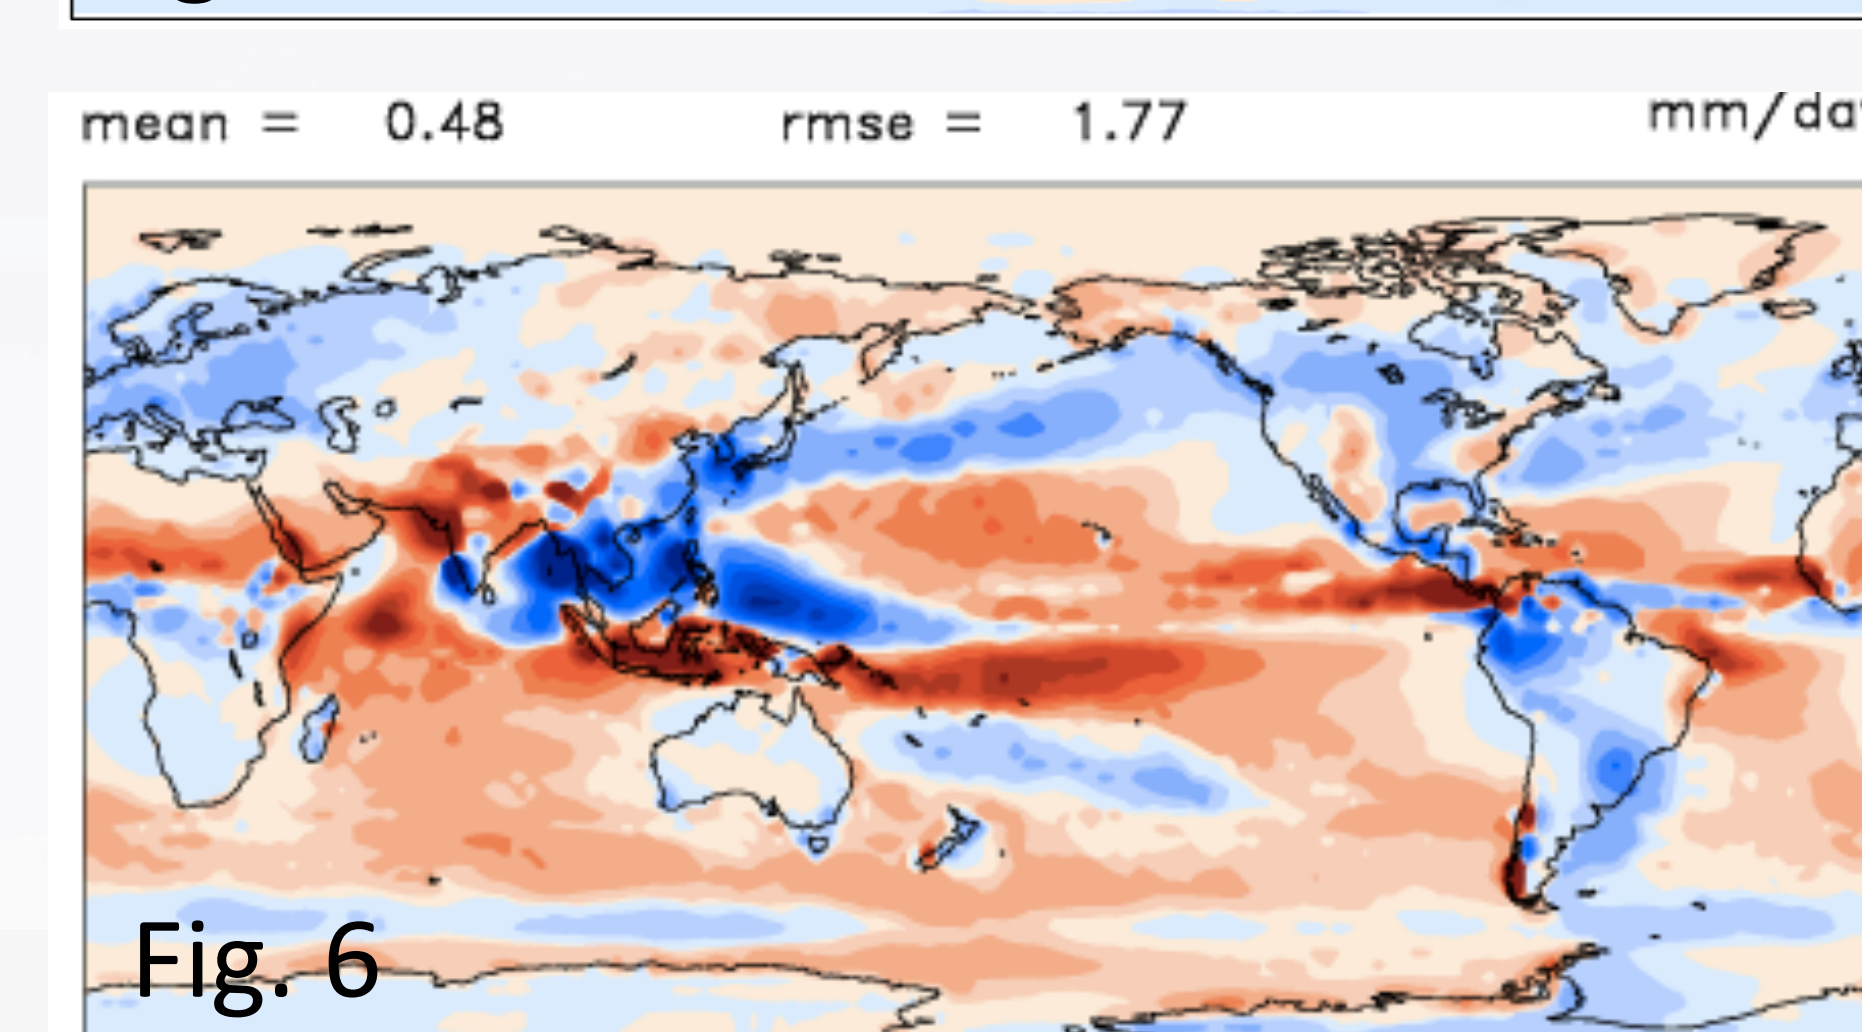 mean = 0.48 rmse = 1.77
Fig. 6